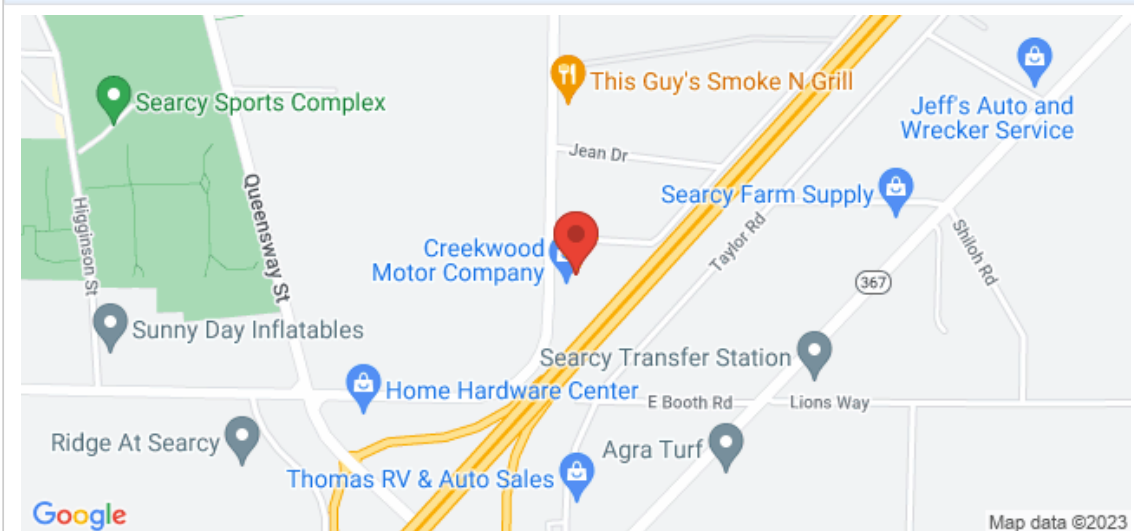 Searcy Sports Complex
This Guy's Smoke N Grill
Jeff's Auto and
Wrecker Service
Jean Dr
Queensway St
Higginson St
Searcy Farm Supply
Taylor Rd
Shiloh Rd
Creekwood
Motor Company
367
Sunny Day Inflatables
Searcy Transfer Station
Home Hardware Center
E Booth Rd
Lions Way
Ridge At Searcy
Agra Turf
Thomas RV & Auto Sales
Google
Map data ©2023